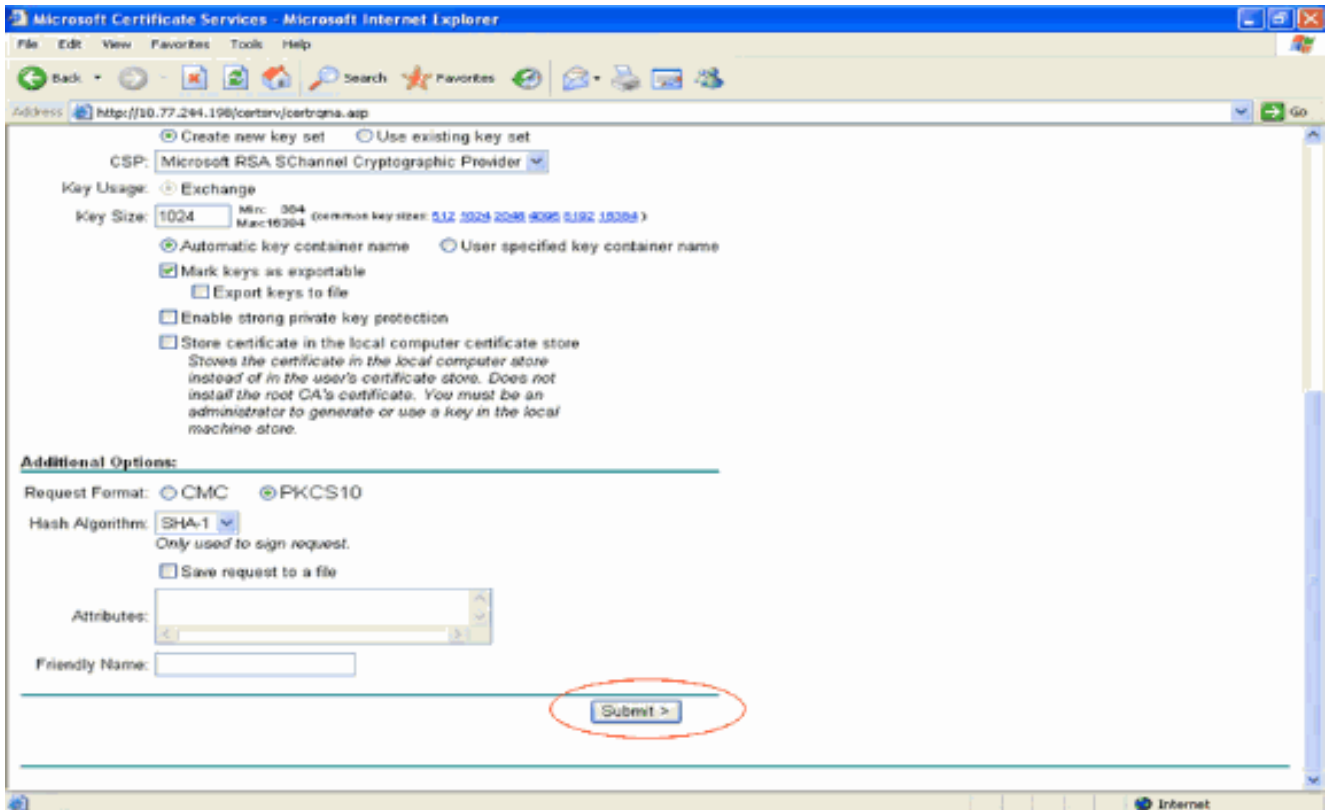 Microsoft Certificate Services - Microsoft Internet Explorer
File Edit View Favorites Tools Help
Back Search Favorites
Address http://10.77.244.198/certsrv/certrqma.asp Go
Create new key set Use existing key set
CSP: Microsoft RSA SChannel Cryptographic Provider
Key Usage: Exchange
Key Size: 1024 Min: 384 (common key sizes: 512 1024 2048 4096 8192 16384 )
Max:16384
Automatic key container name User specified key container name
Mark keys as exportable
Export keys to file
Enable strong private key protection
Store certificate in the local computer certificate store
Stores the certificate in the local computer store
instead of in the user's certificate store. Does not
install the root CA's certificate. You must be an
administrator to generate or use a key in the local
machine store.
Additional Options:
Request Format: CMC PKCS10
Hash Algorithm: SHA-1
Only used to sign request.
Save request to a file
Attributes:
Friendly Name:
Submit >
Internet